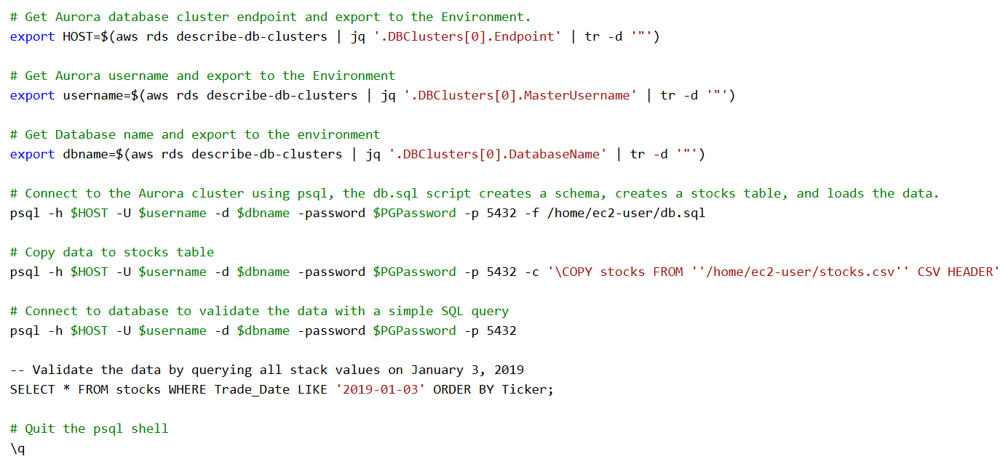 # Get Aurora database cluster endpoint and export to the Environment.
export HOST=$(aws rds describe-db-clusters | jq '.DBClusters[0].Endpoint' | tr -d '"')
# Get Aurora username and export to the Environment
export username=$(aws rds describe-db-clusters | jq '.DBClusters[0].MasterUsername' | tr -d '"')
# Get Database name and export to the environment
export dbname=$(aws rds describe-db-clusters | jq '.DBClusters[0].DatabaseName' | tr -d '"')
# Connect to the Aurora cluster using psql, the db.sql script creates a schema, creates a stocks table, and loads the data.
psql -h $HOST -U $username -d $dbname -password $PGPassword -p 5432 -f /home/ec2-user/db.sql
# Copy data to stocks table
psql -h $HOST -U $username -d $dbname -password $PGPassword -p 5432 -c '\COPY stocks FROM ''/home/ec2-user/stocks.csv'' CSV HEADER'
# Connect to database to validate the data with a simple SQL query
psql -h $HOST -U $username -d $dbname -password $PGPassword -p 5432
-- Validate the data by querying all stack values on January 3, 2019
SELECT * FROM stocks WHERE Trade_Date LIKE '2019-01-03' ORDER BY Ticker;
# Quit the psql shell
\q